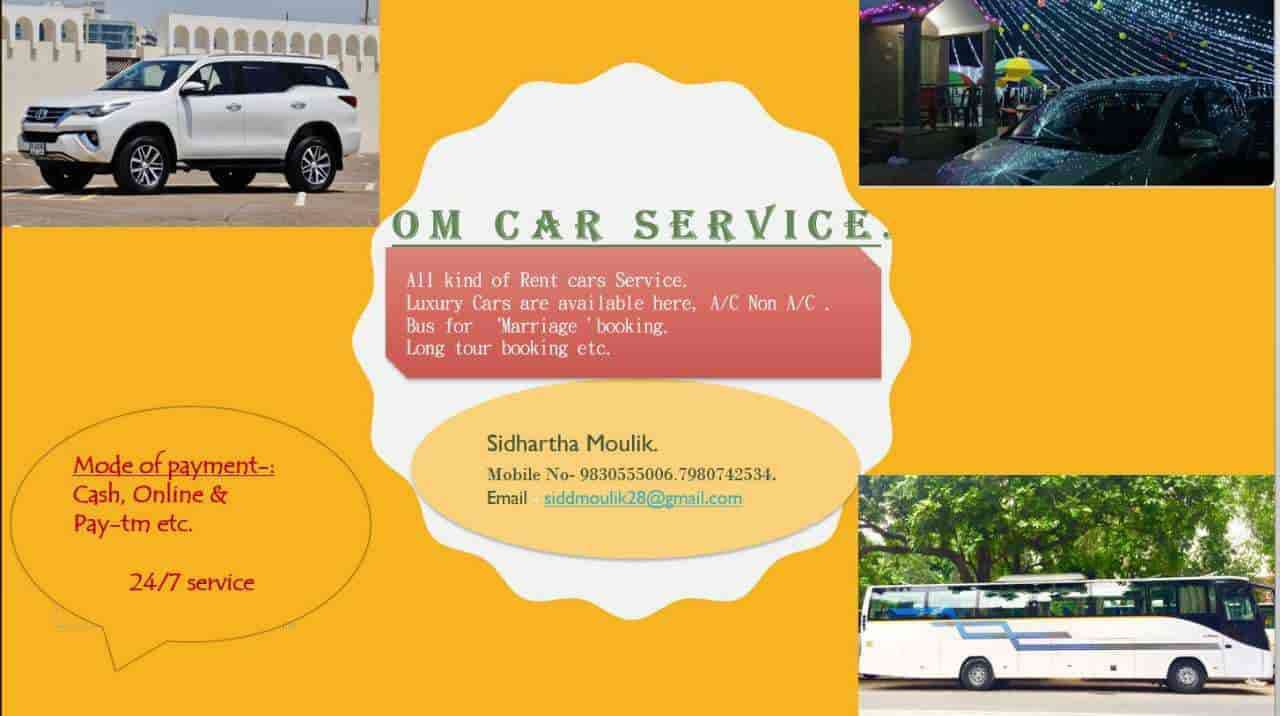 OM CAR SERVICE.
All kind of Rent cars Service.
Luxury Cars are available here, A/C Non A/C .
Bus for 'Marriage 'booking.
Long tour booking etc.
Sidhartha Moulik.
Mobile No- 9830555006.7980742534.
Email - siddmoulik28@gmail.com
Mode of payment-:
Cash, Online &
Pay-tm etc.
24/7 service